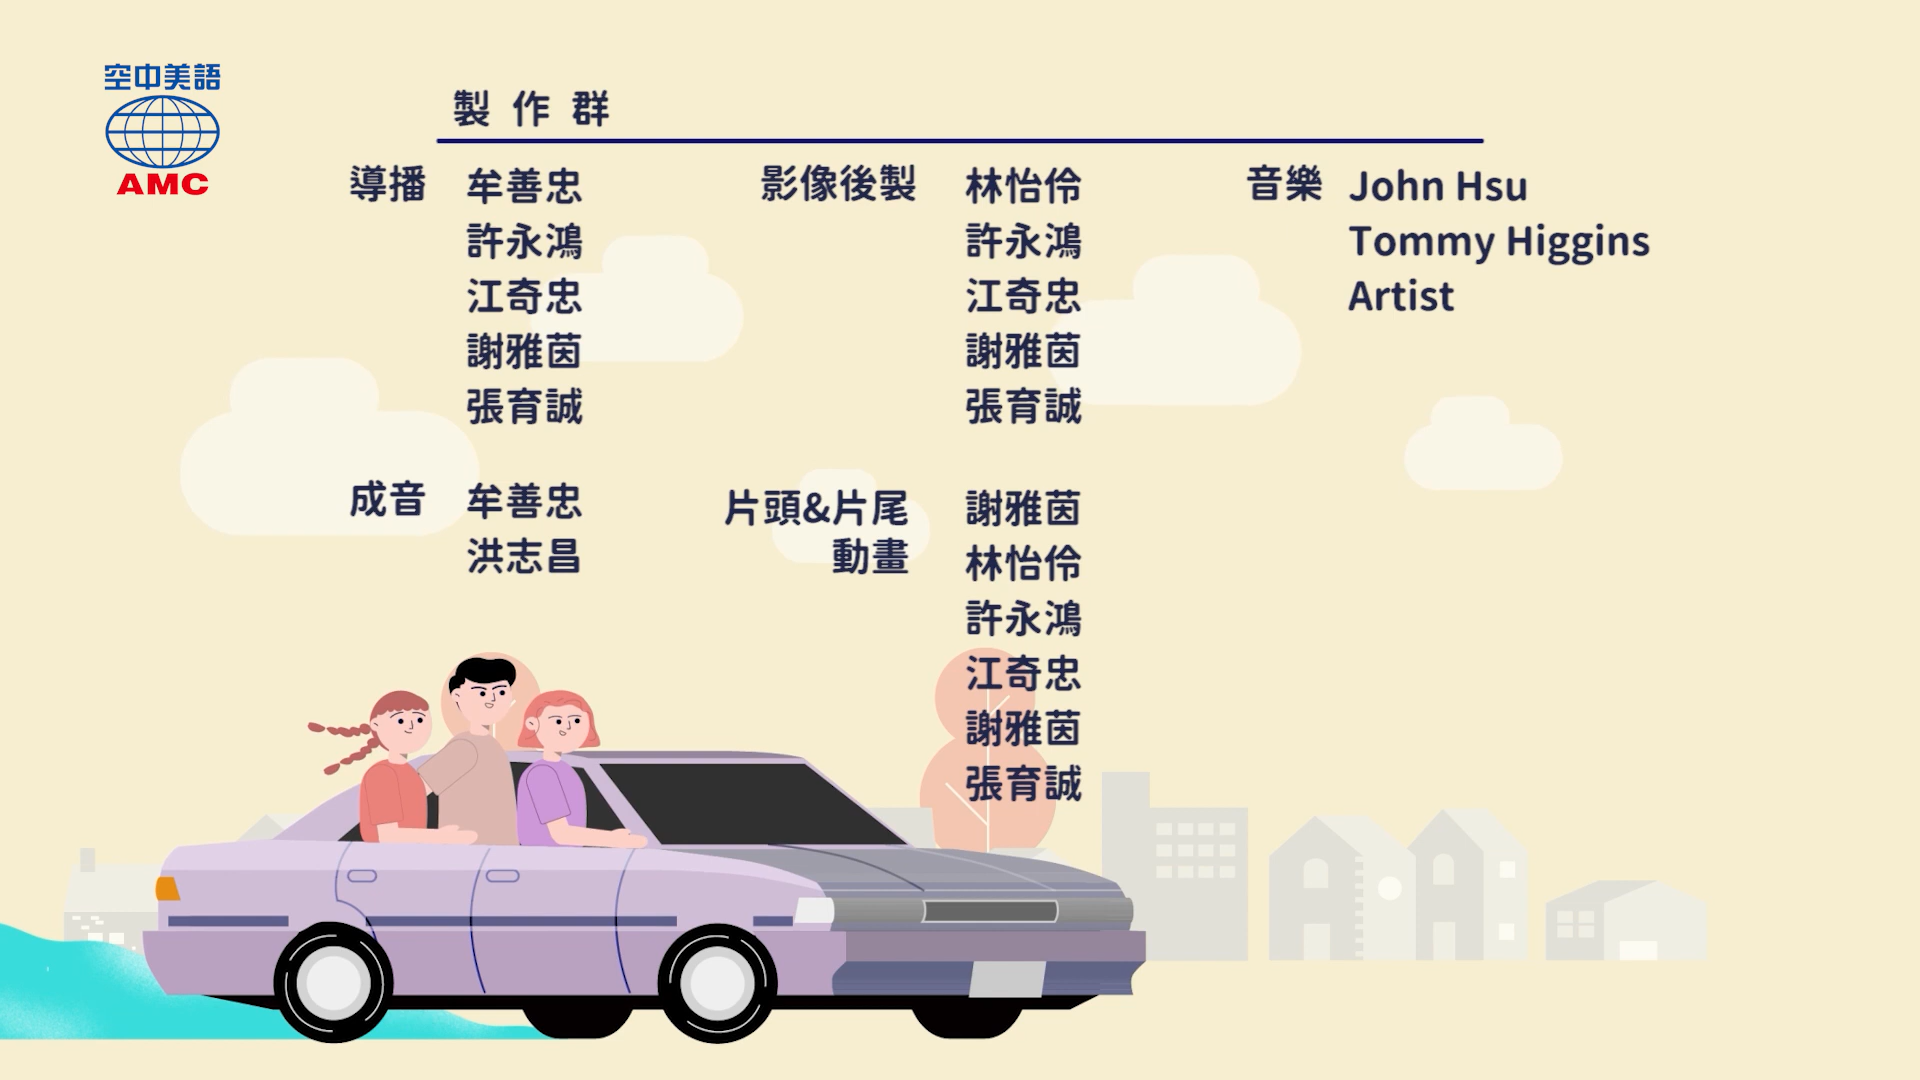 空中美語
AMC
製作群
導播
牟善忠
許永鴻
江奇忠
謝雅茵
張育誠
成音
牟善忠
洪志昌
影像後製
林怡伶
許永鴻
江奇忠
謝雅茵
張育誠
片頭&片尾
動畫
謝雅茵
林怡伶
許永鴻
江奇忠
謝雅茵
張育誠
音樂
John Hsu
Tommy Higgins
Artist